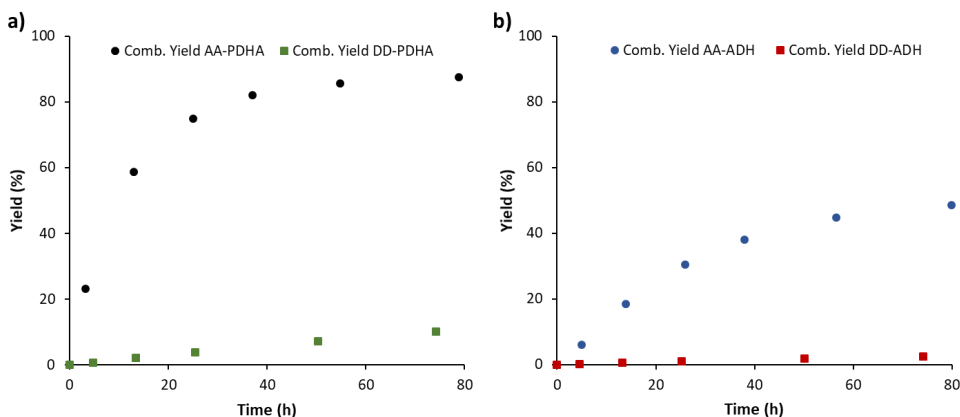 a)
Comb. Yield AA-PDHA
Comb. Yield DD-PDHA
Yield (%)
100
80
60
40
20
0
0
20
40
60
80
Time (h)
b)
Comb. Yield AA-ADH
Comb. Yield DD-ADH
Yield (%)
100
80
60
40
20
0
0
20
40
60
80
Time (h)